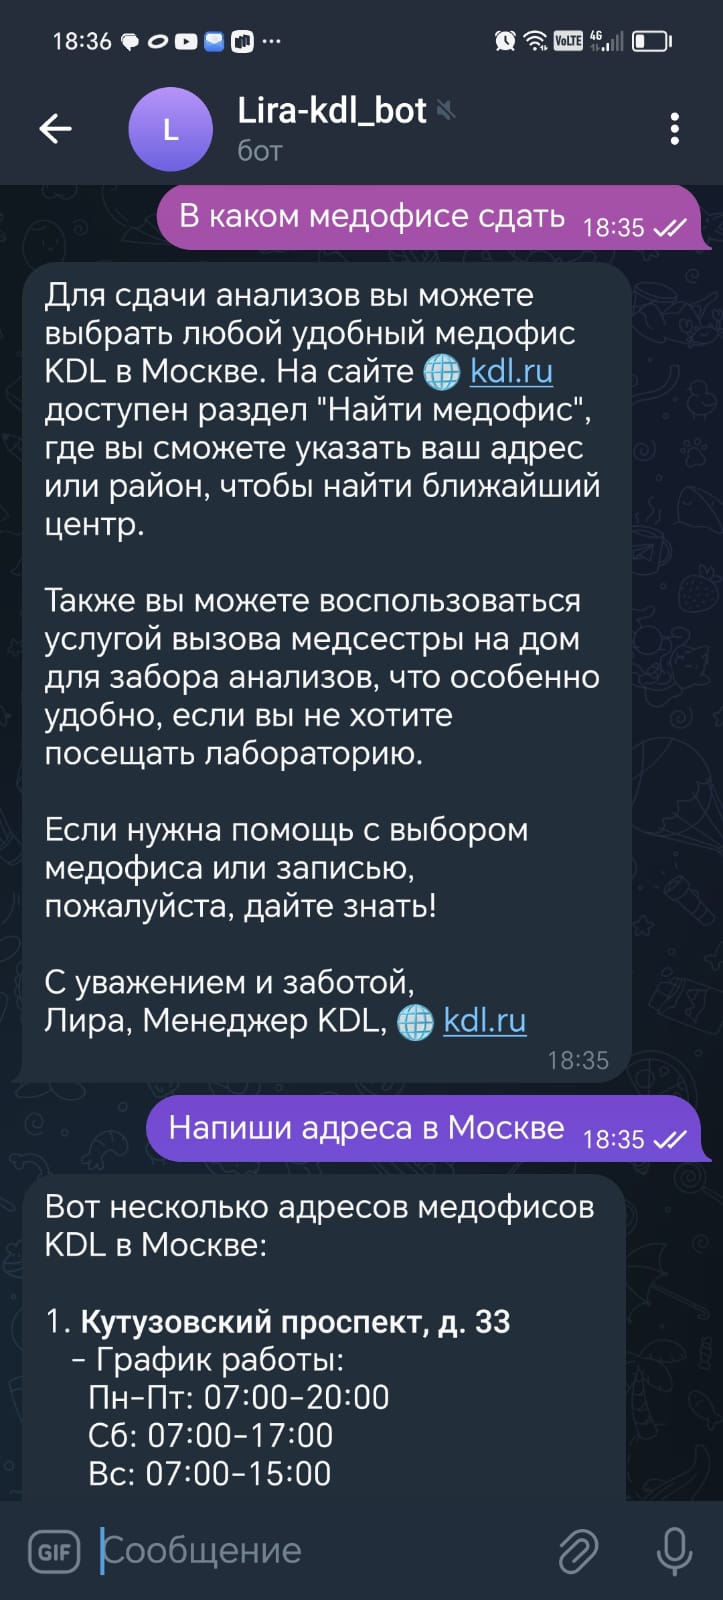 18:36
VoLTE 4G
L
Lira-kdl_bot
бот
В каком медофисе сдать 18:35
Для сдачи анализов вы можете
выбрать любой удобный медофис
KDL в Москве. На сайте kdl.ru
доступен раздел "Найти медофис",
где вы сможете указать ваш адрес
или район, чтобы найти ближайший
центр.
Также вы можете воспользоваться
услугой вызова медсестры на дом
для забора анализов, что особенно
удобно, если вы не хотите
посещать лабораторию.
Если нужна помощь с выбором
медофиса или записью,
пожалуйста, дайте знать!
С уважением и заботой,
Лира, Менеджер KDL, kdl.ru
18:35
Напиши адреса в Москве 18:35
Вот несколько адресов медофисов
KDL в Москве:
1. Кутузовский проспект, д. 33
- График работы:
Пн-Пт: 07:00-20:00
Сб: 07:00-17:00
Вс: 07:00-15:00
GIF Сообщение